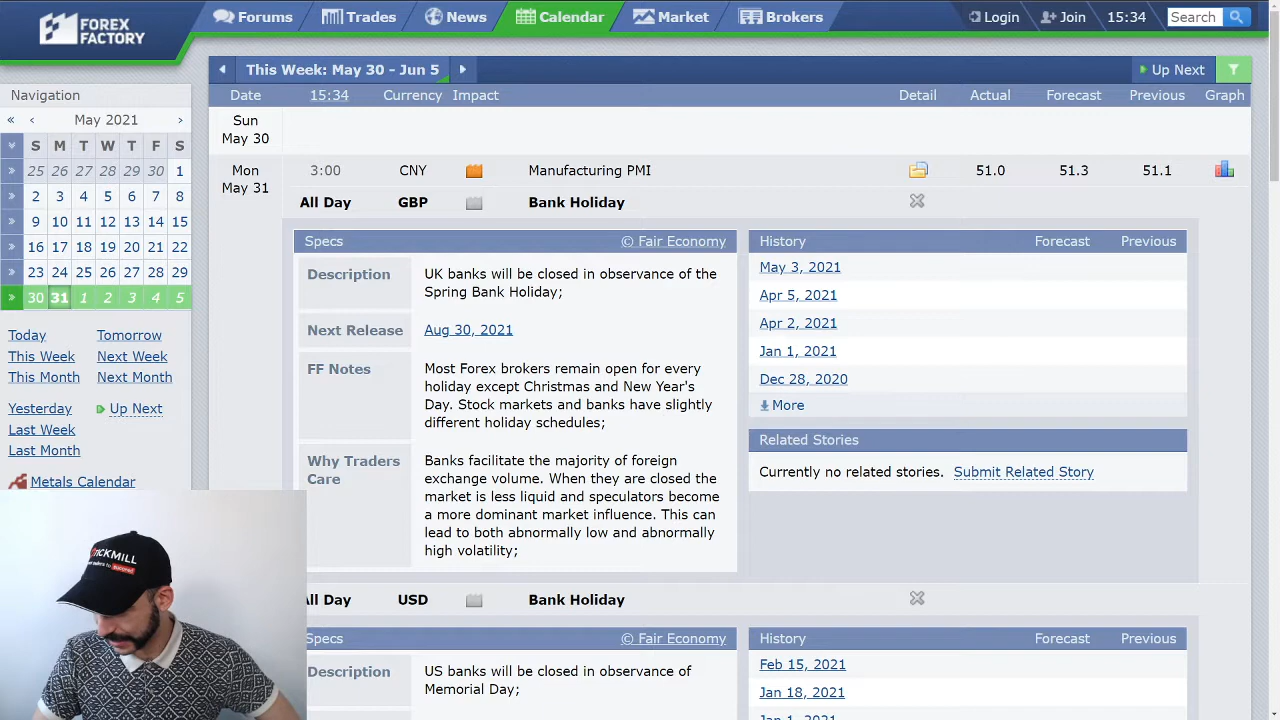 FOREX FACTORY
Forums Trades News Calendar Market Brokers Login Join 15:34 Search
This Week: May 30 - Jun 5 Up Next
Navigation
Date 15:34 Currency Impact Detail Actual Forecast Previous Graph
« ‹ May 2021 ›
S M T W T F S
25 26 27 28 29 30 1
2 3 4 5 6 7 8
9 10 11 12 13 14 15
16 17 18 19 20 21 22
23 24 25 26 27 28 29
30 31 1 2 3 4 5
Today Tomorrow
This Week Next Week
This Month Next Month
Yesterday Up Next
Last Week
Last Month
Metals Calendar
Sun
May 30
Mon
May 31
3:00 CNY Manufacturing PMI 51.0 51.3 51.1
All Day GBP Bank Holiday
Specs © Fair Economy
Description
UK banks will be closed in observance of the
Spring Bank Holiday;
Next Release Aug 30, 2021
FF Notes
Most Forex brokers remain open for every
holiday except Christmas and New Year's
Day. Stock markets and banks have slightly
different holiday schedules;
Why Traders
Care
Banks facilitate the majority of foreign
exchange volume. When they are closed the
market is less liquid and speculators become
a more dominant market influence. This can
lead to both abnormally low and abnormally
high volatility;
History Forecast Previous
May 3, 2021
Apr 5, 2021
Apr 2, 2021
Jan 1, 2021
Dec 28, 2020
More
Related Stories
Currently no related stories. Submit Related Story
All Day USD Bank Holiday
Specs © Fair Economy
Description
US banks will be closed in observance of
Memorial Day;
History Forecast Previous
Feb 15, 2021
Jan 18, 2021